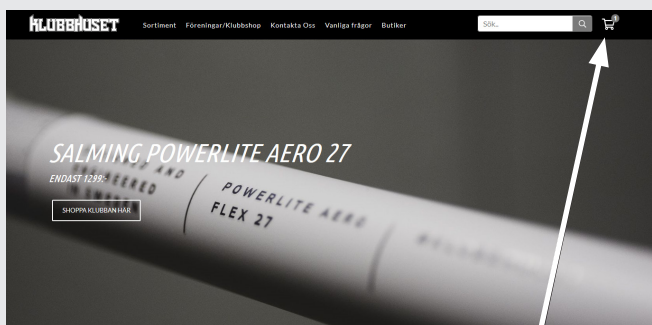 KLUBBHUSET
Sortiment Föreningar/Klubbshop Kontakta Oss Vanliga frågor Butiker
Sök..
SALMING POWERLITE AERO 27
ENDAST 1299:-
SHOPPA KLUBBAN HÄR
AND
POWERLITE AERO
FLEX 27